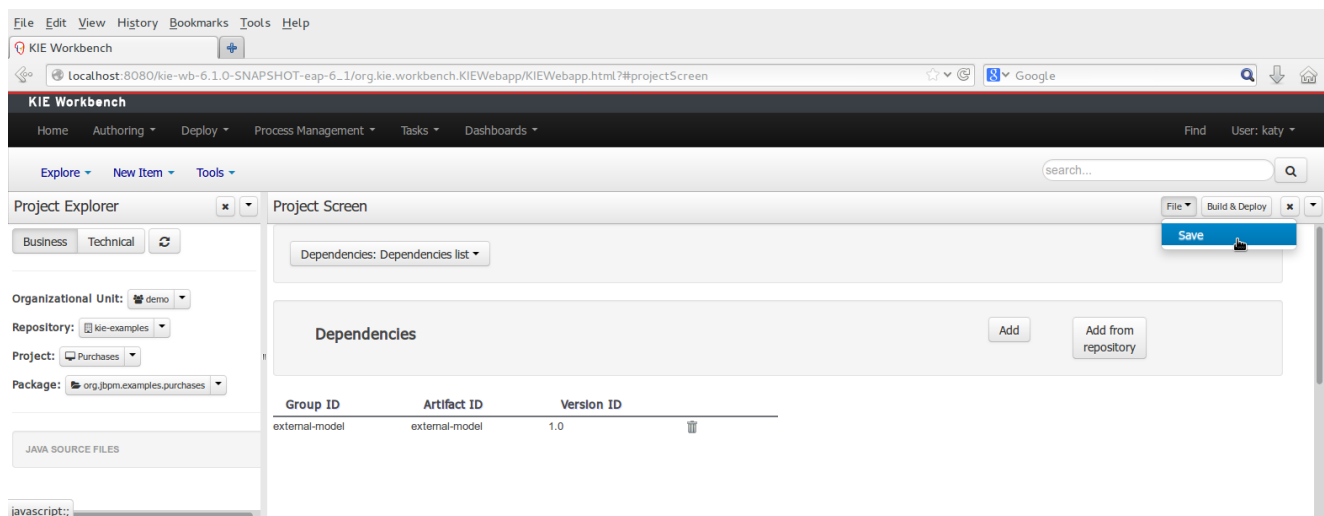 File Edit View History Bookmarks Tools Help
KIE Workbench
localhost:8080/kie-wb-6.1.0-SNAPSHOT-eap-6_1/org.kie.workbench.KIEWebapp/KIEWebapp.html?#projectScreen
Google
KIE Workbench
Home Authoring Deploy Process Management Tasks Dashboards Find User: katy
Explore New Item Tools search...
Project Explorer
Project Screen File Build & Deploy
Business Technical
Save
Dependencies: Dependencies list
Organizational Unit: demo
Repository: kie-examples
Project: Purchases
Package: org.jbpm.examples.purchases
Dependencies Add Add from
repository
Group ID Artifact ID Version ID
external-model external-model 1.0
JAVA SOURCE FILES
javascript:;